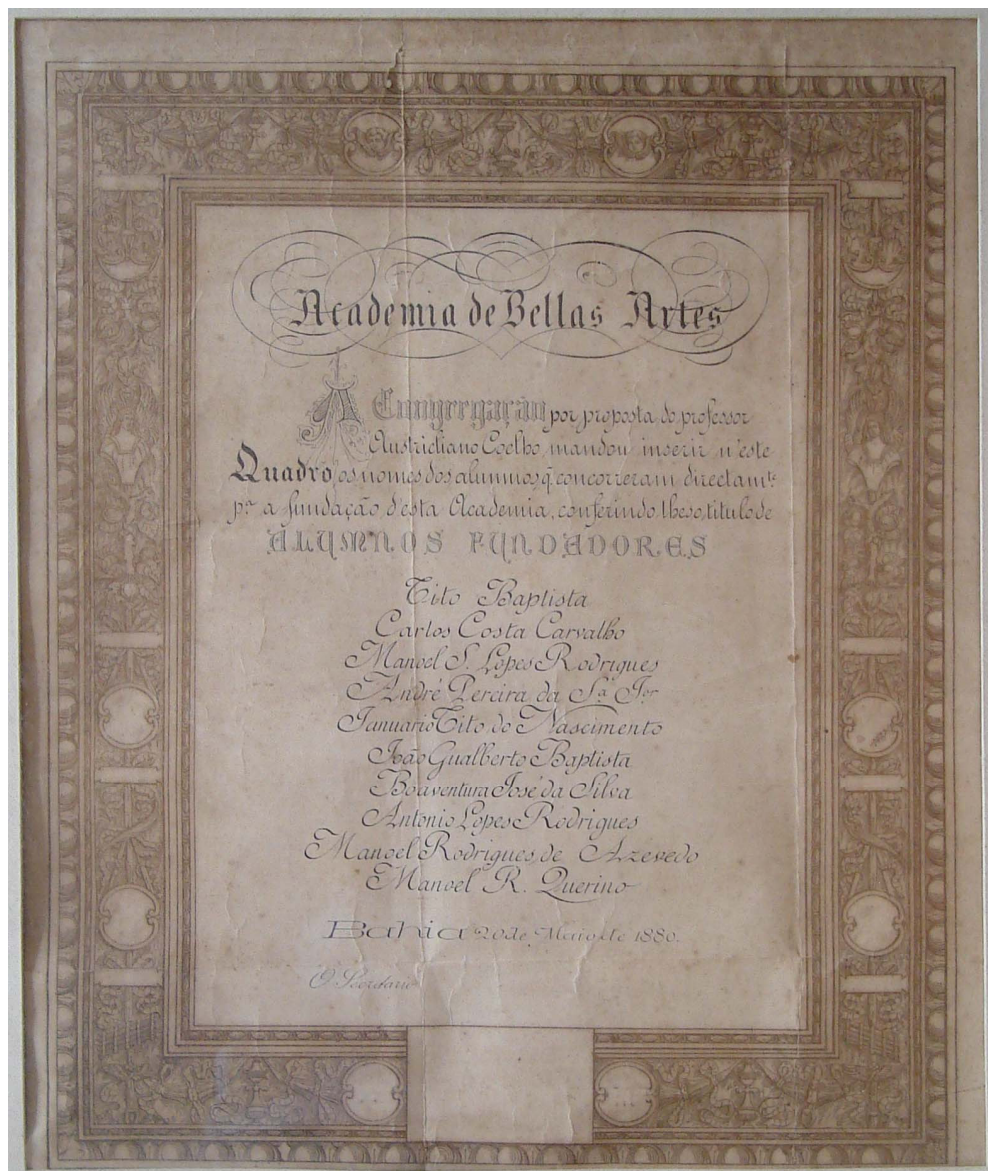 Academia de Bellas Artes
A Congregação por proposta do professor
Austricliano Coelho, mandou inserir n'este
Quadro, os nomes dos alumnos q. concorreram directamte
pa a fundação d'esta Academia, conferindo lhes o, titulo de
ALUMNOS FUNDADORES
Tito Baptista
Carlos Costa Carvalho
Manoel S. Lopes Rodrigues
André Pereira da Sa Jor
Januario Tito do Nascimento
João Gualberto Baptista
Boaventura José da Silva
Antonio Lopes Rodrigues
Manoel Rodrigues de Azevedo
Manoel R. Querino
Bahia 20 de Maio de 1880.
O Secretario